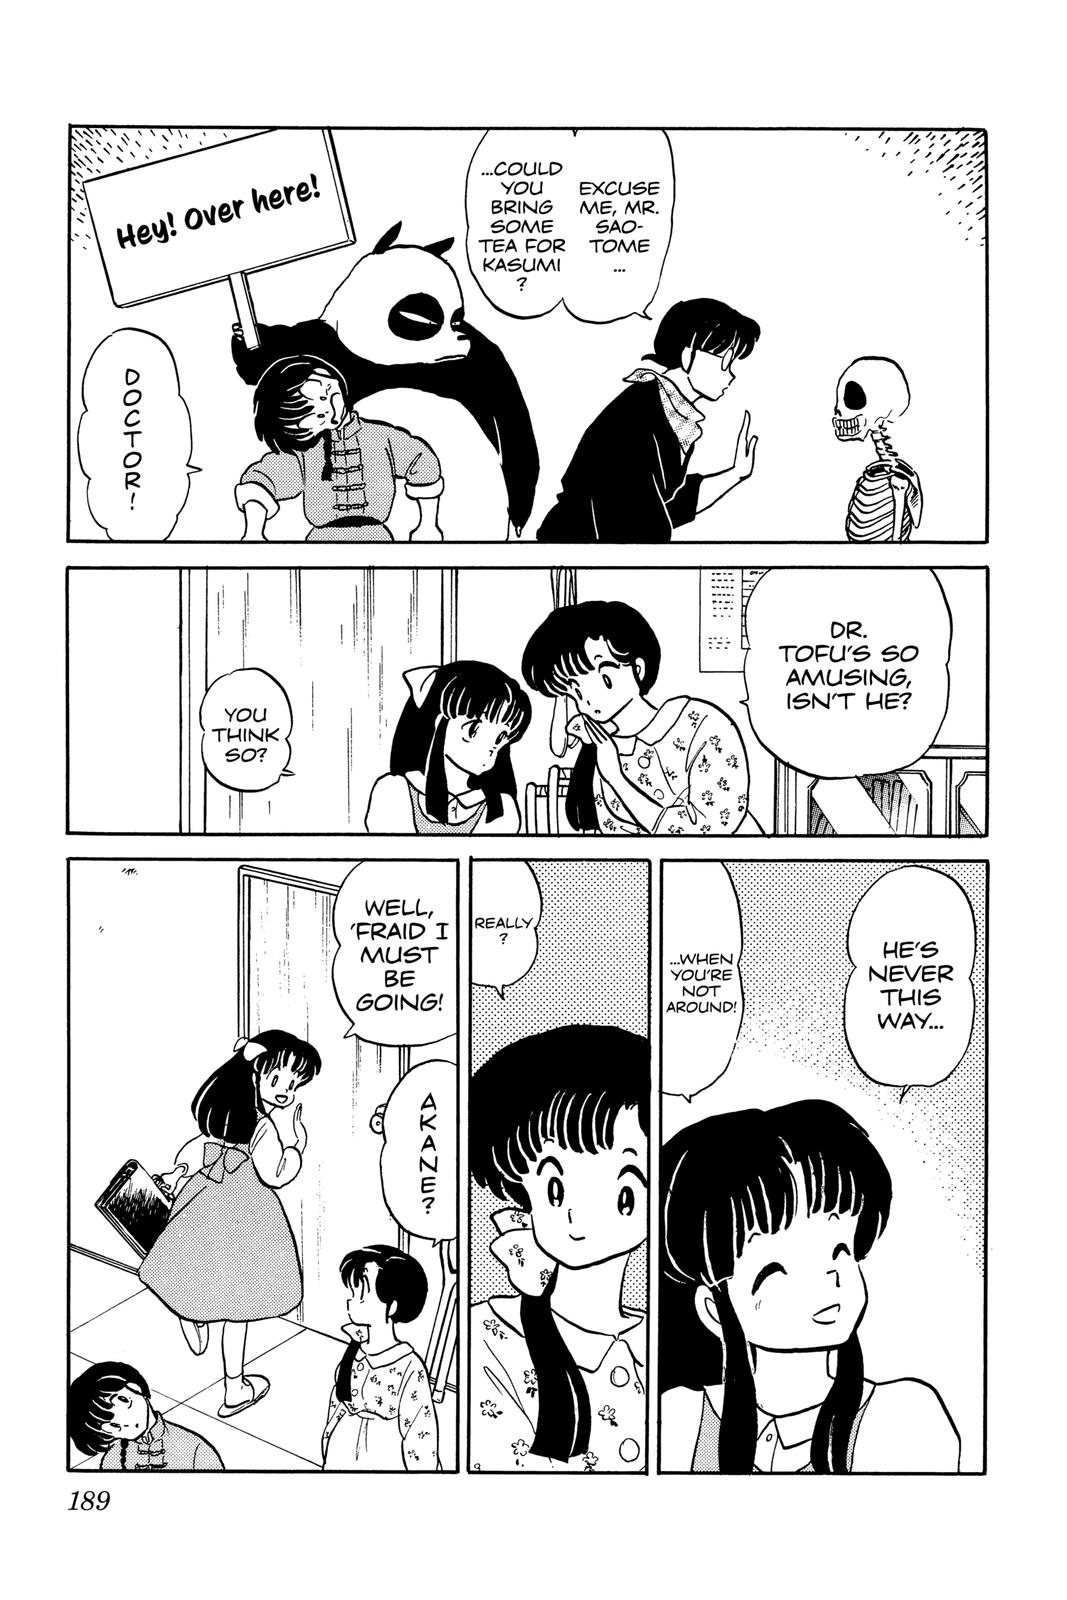 EXCUSE
ME, MR.
SAO-
TOME
...
...COULD
YOU
BRING
SOME
TEA FOR
KASUMI
?
Hey! Over here!
DOCTOR!
DR.
TOFU'S SO
AMUSING,
ISN'T HE?
YOU
THINK
SO?
HE'S
NEVER
THIS
WAY...
...WHEN
YOU'RE
NOT
AROUND!
REALLY
?
WELL,
'FRAID I
MUST
BE
GOING!
AKANE?
189